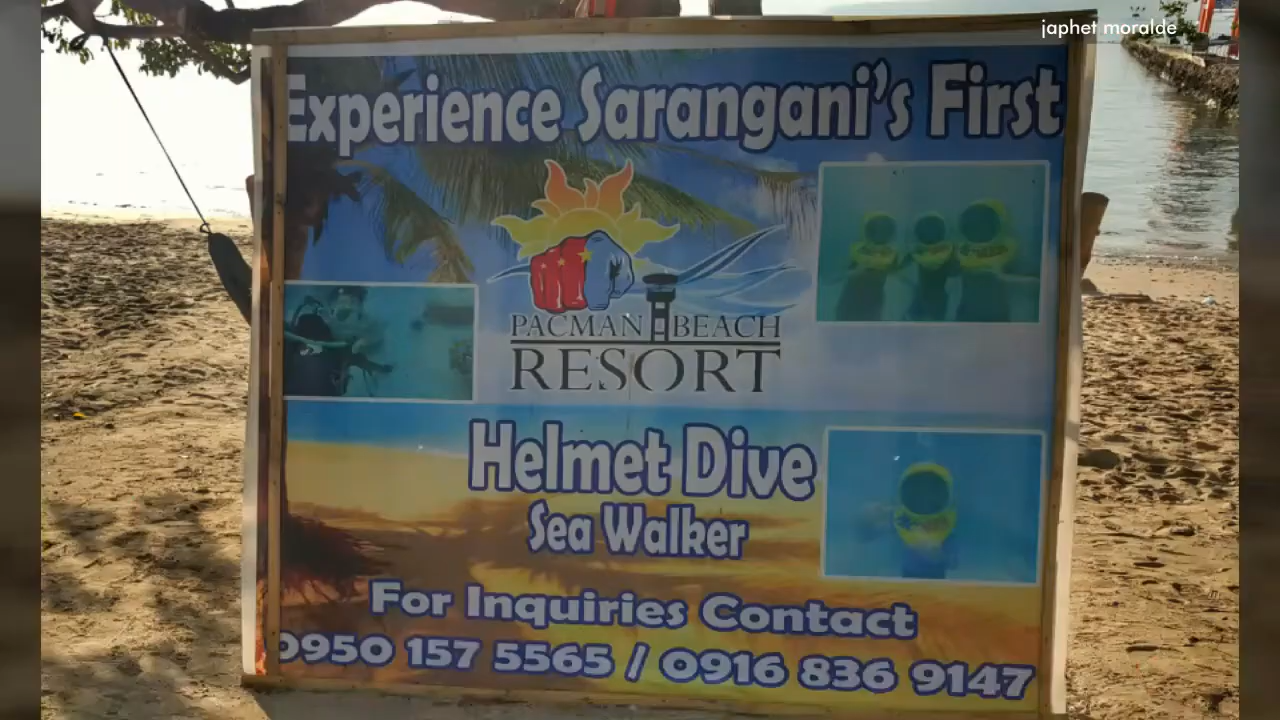 japhet moralde
Experience Sarangani's First
PACMAN BEACH
RESORT
Helmet Dive
Sea Walker
For Inquiries Contact
0950 157 5565 / 0916 836 9147